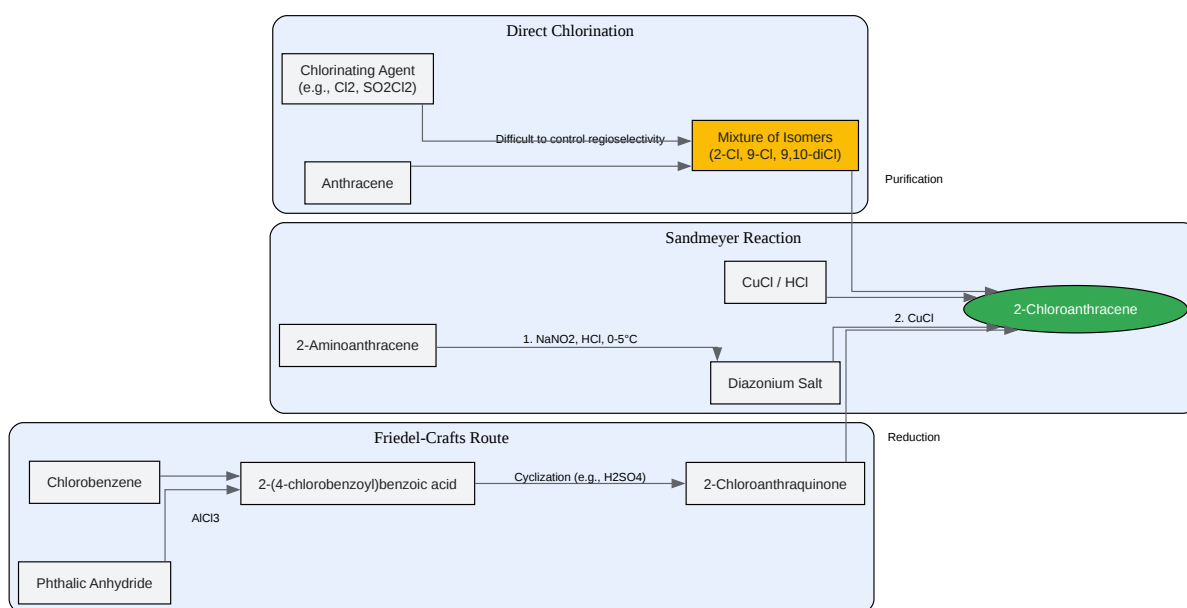 Direct Chlorination
Chlorinating Agent
(e.g., Cl2, SO2Cl2)
Difficult to control regioselectivity
Mixture of Isomers
(2-Cl, 9-Cl, 9,10-diCl)
Anthracene
Purification
Sandmeyer Reaction
CuCl / HCl
2-Chloroanthracene
2. CuCl
2-Aminoanthracene
1. NaNO2, HCl, 0-5°C
Diazonium Salt
Friedel-Crafts Route
Reduction
Chlorobenzene
2-(4-chlorobenzoyl)benzoic acid
Cyclization (e.g., H2SO4)
2-Chloroanthraquinone
AlCl3
Phthalic Anhydride